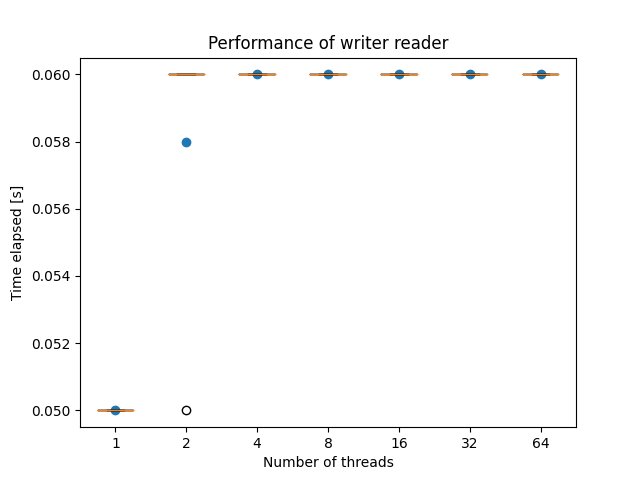 Performance of writer reader
0.060
0.058
0.056
0.054
0.052
0.050
Time elapsed [s]
1 2 4 8 16 32 64
Number of threads